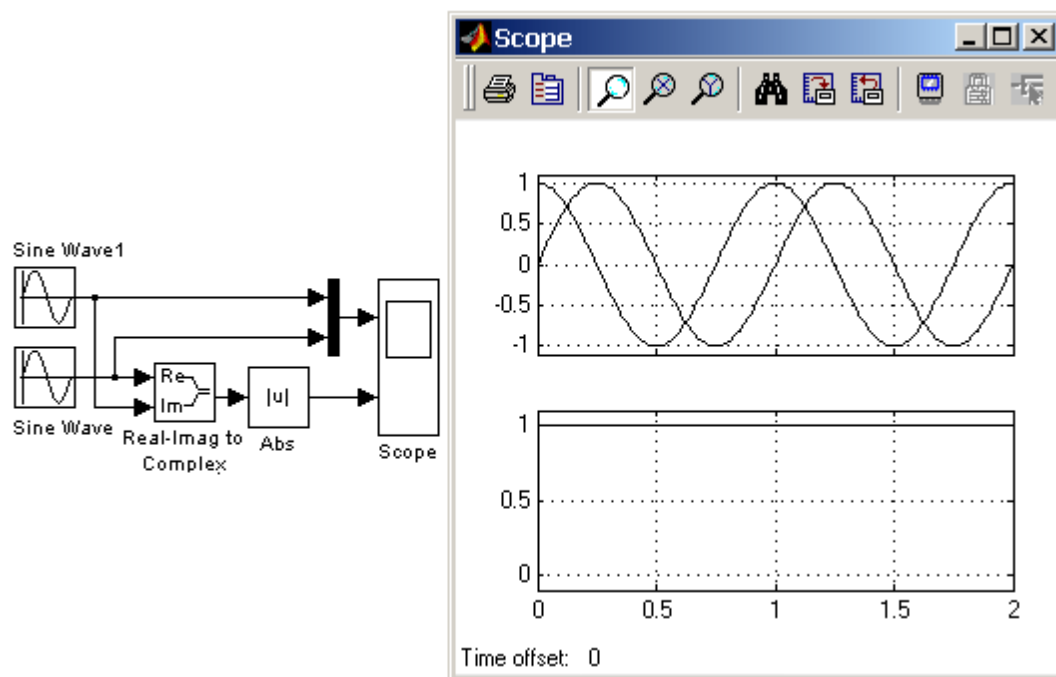 Scope
Sine Wave1
Sine Wave
Re
Im
Real-Imag to
Complex
|u|
Abs
Scope
1
0.5
0
-0.5
-1
1
0.5
0
0
0.5
1
1.5
2
Time offset: 0